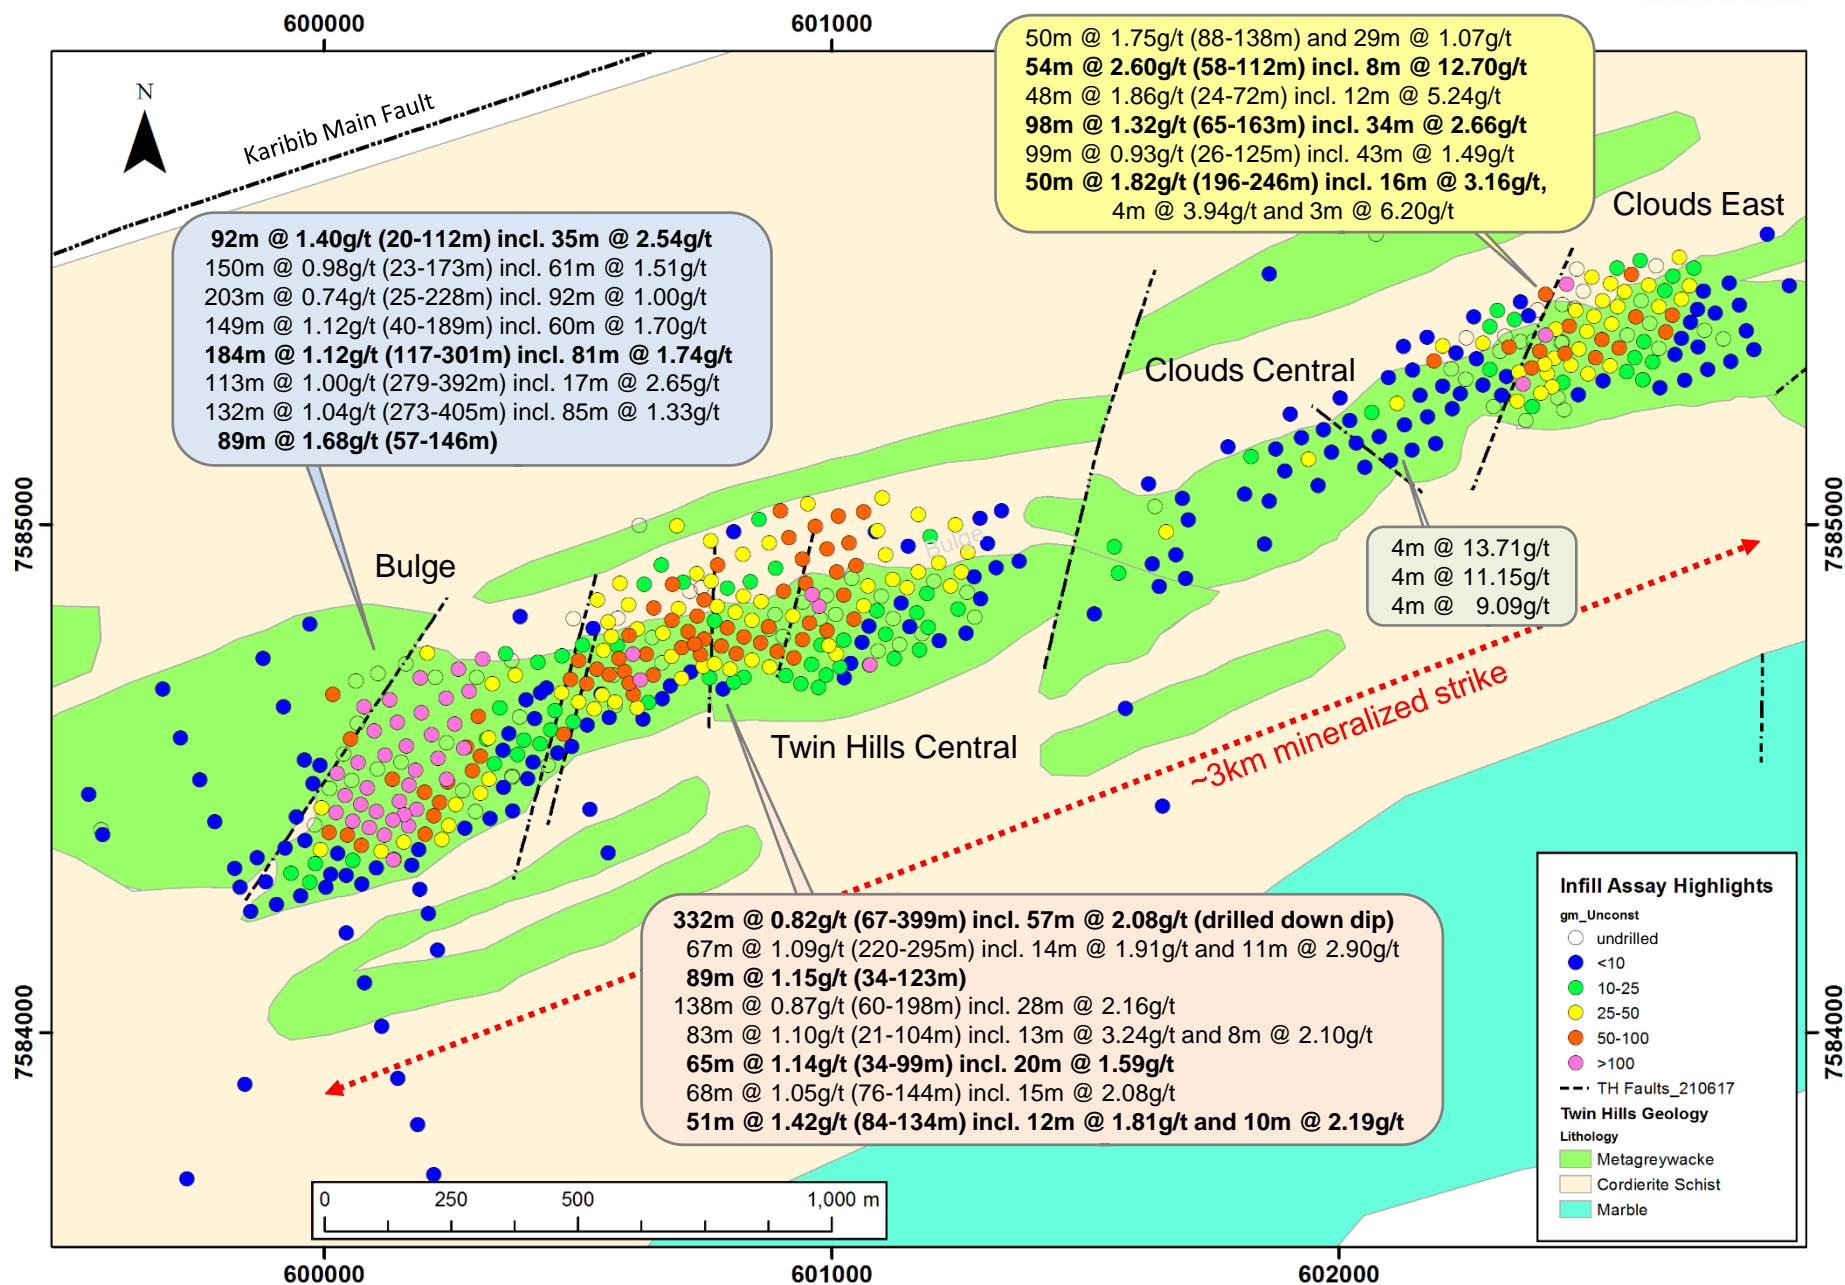 600000
601000
N
Karibib Main Fault
50m @ 1.75g/t (88-138m) and 29m @ 1.07g/t
54m @ 2.60g/t (58-112m) incl. 8m @ 12.70g/t
48m @ 1.86g/t (24-72m) incl. 12m @ 5.24g/t
98m @ 1.32g/t (65-163m) incl. 34m @ 2.66g/t
99m @ 0.93g/t (26-125m) incl. 43m @ 1.49g/t
50m @ 1.82g/t (196-246m) incl. 16m @ 3.16g/t,
4m @ 3.94g/t and 3m @ 6.20g/t
Clouds East
92m @ 1.40g/t (20-112m) incl. 35m @ 2.54g/t
150m @ 0.98g/t (23-173m) incl. 61m @ 1.51g/t
203m @ 0.74g/t (25-228m) incl. 92m @ 1.00g/t
149m @ 1.12g/t (40-189m) incl. 60m @ 1.70g/t
184m @ 1.12g/t (117-301m) incl. 81m @ 1.74g/t
113m @ 1.00g/t (279-392m) incl. 17m @ 2.65g/t
132m @ 1.04g/t (273-405m) incl. 85m @ 1.33g/t
89m @ 1.68g/t (57-146m)
Clouds Central
7585000
7585000
Bulge
Bulge
4m @ 13.71g/t
4m @ 11.15g/t
4m @ 9.09g/t
Twin Hills Central
~3km mineralized strike
332m @ 0.82g/t (67-399m) incl. 57m @ 2.08g/t (drilled down dip)
67m @ 1.09g/t (220-295m) incl. 14m @ 1.91g/t and 11m @ 2.90g/t
89m @ 1.15g/t (34-123m)
138m @ 0.87g/t (60-198m) incl. 28m @ 2.16g/t
83m @ 1.10g/t (21-104m) incl. 13m @ 3.24g/t and 8m @ 2.10g/t
65m @ 1.14g/t (34-99m) incl. 20m @ 1.59g/t
68m @ 1.05g/t (76-144m) incl. 15m @ 2.08g/t
51m @ 1.42g/t (84-134m) incl. 12m @ 1.81g/t and 10m @ 2.19g/t
7584000
7584000
Infill Assay Highlights
gm_Unconst
undrilled
<10
10-25
25-50
50-100
>100
TH Faults_210617
Twin Hills Geology
Lithology
Metagreywacke
Cordierite Schist
Marble
0 250 500 1,000 m
600000
601000
602000